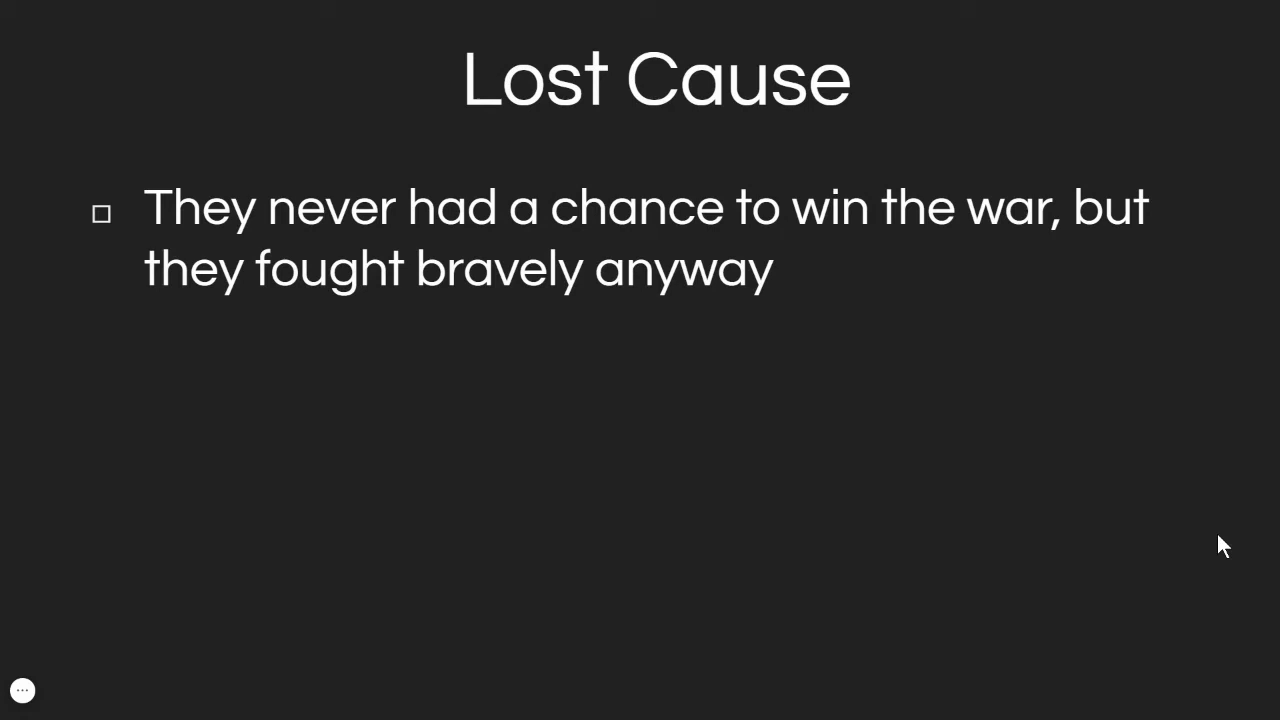 Lost Cause
They never had a chance to win the war, but
they fought bravely anyway